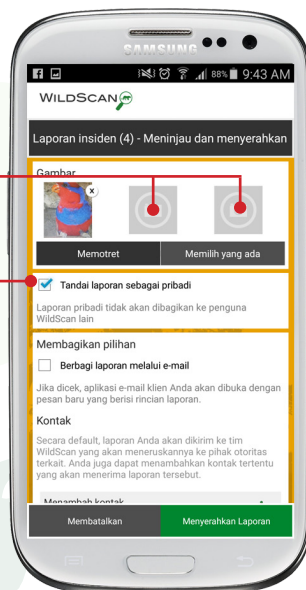 SAMSUNG
88% 9:43 AM
WILDSCAN
Laporan insiden (4) - Meninjau dan menyerahkan
Gambar
x
Memotret
Memilih yang ada
Tandai laporan sebagai pribadi
Laporan pribadi tidak akan dibagikan ke penguna
WildScan lain
Membagikan pilihan
Berbagi laporan melalui e-mail
Jika dicek, aplikasi e-mail klien Anda akan dibuka dengan
pesan baru yang berisi rincian laporan.
Kontak
Secara default, laporan Anda akan dikirim ke tim
WildScan yang akan meneruskannya ke pihak otoritas
terkait. Anda juga dapat menambahkan kontak tertentu
yang akan menerima laporan tersebut.
Menambah kontak
Membatalkan
Menyerahkan Laporan